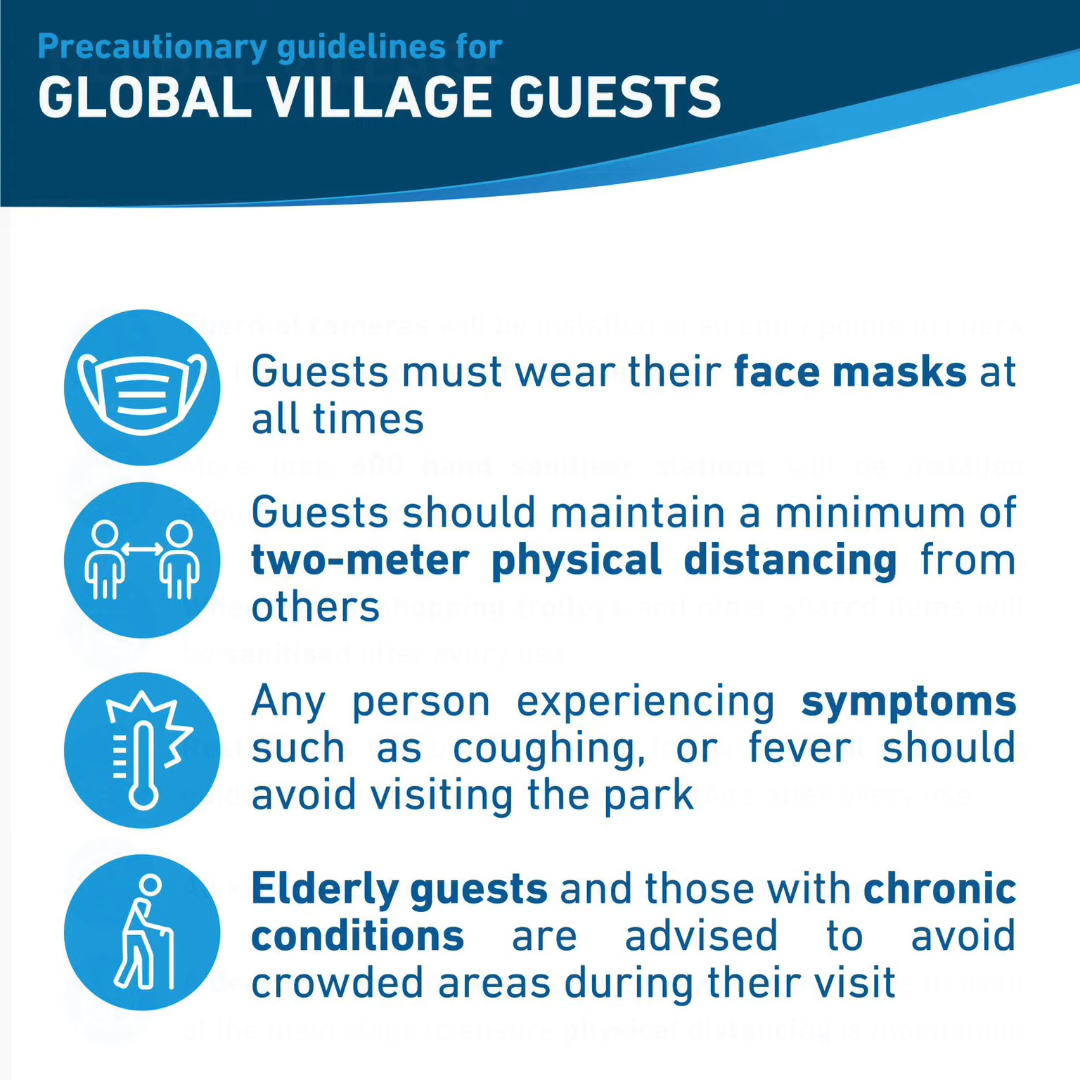 Precautionary guidelines for
GLOBAL VILLAGE GUESTS
Guests must wear their face masks at
all times
Guests should maintain a minimum of
two-meter physical distancing from
others
Any person experiencing symptoms
such as coughing, or fever should
avoid visiting the park
Elderly guests and those with chronic
conditions are advised to avoid
crowded areas during their visit